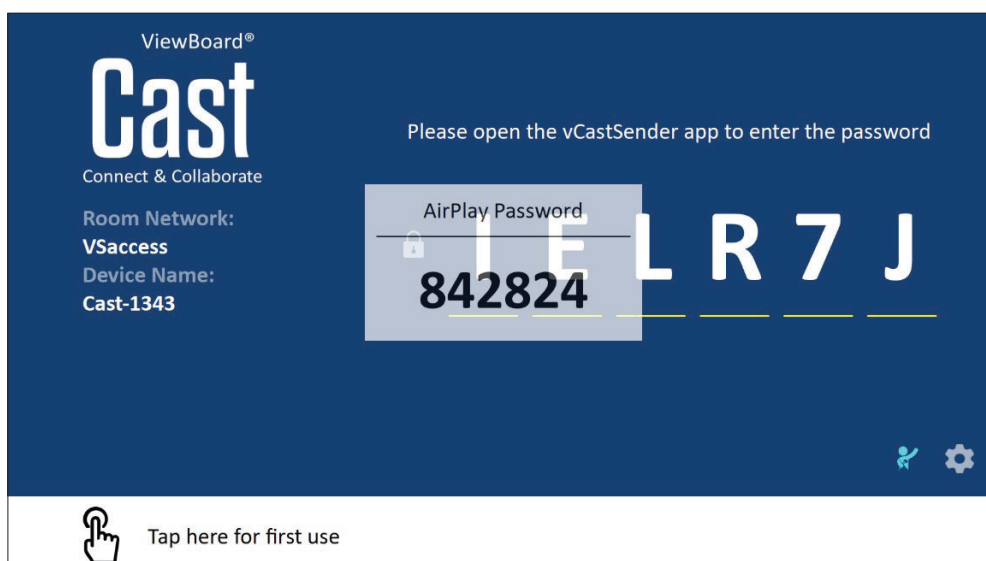 ViewBoard®
Cast
Connect & Collaborate
Room Network:
VSaccess
Device Name:
Cast-1343
Please open the vCastSender app to enter the password
AirPlay Password
842824
I E L R 7 J
Tap here for first use